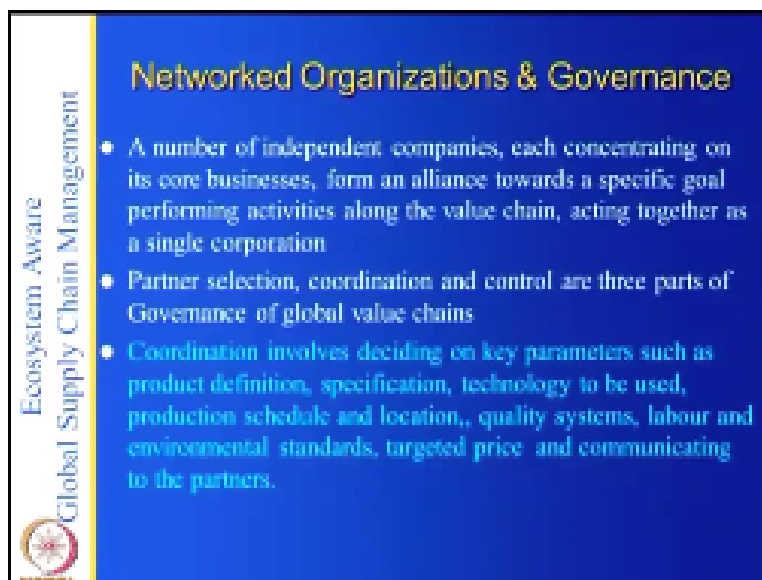 Networked Organizations & Governance
Ecosystem Aware
Global Supply Chain Management
● A number of independent companies, each concentrating on
its core businesses, form an alliance towards a specific goal
performing activities along the value chain, acting together as
a single corporation
● Partner selection, coordination and control are three parts of
Governance of global value chains
● Coordination involves deciding on key parameters such as
product definition, specification, technology to be used,
production schedule and location,, quality systems, labour and
environmental standards, targeted price and communicating
to the partners.